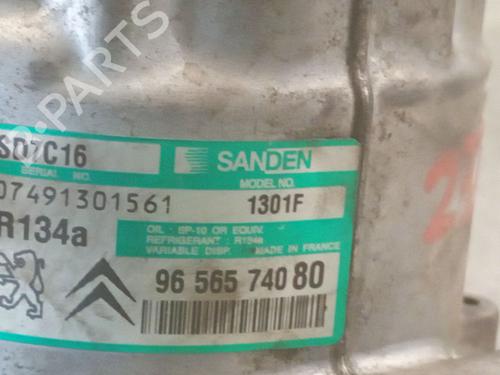 SD7C16
SANDEN
SERIAL NO.
MODEL NO.
07491301561
1301F
R134a
OIL - SP-10 OR EQUIV.
REFRIGERANT : R134a
VARIABLE DISP. MADE IN FRANCE
96 565 740 80
B-PARTS